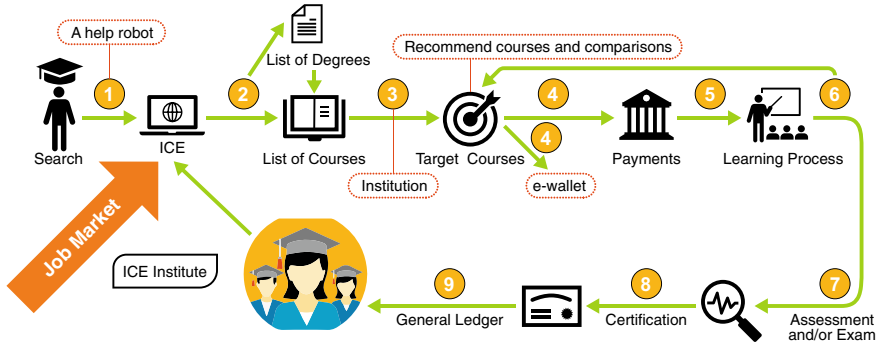 A help robot
1
Search
ICE
2
List of Degrees
List of Courses
3
Institution
Recommend courses and comparisons
Target Courses
4
4
e-wallet
Payments
5
Learning Process
6
7
Assessment
and/or Exam
8
Certification
9
General Ledger
ICE Institute
Job Market